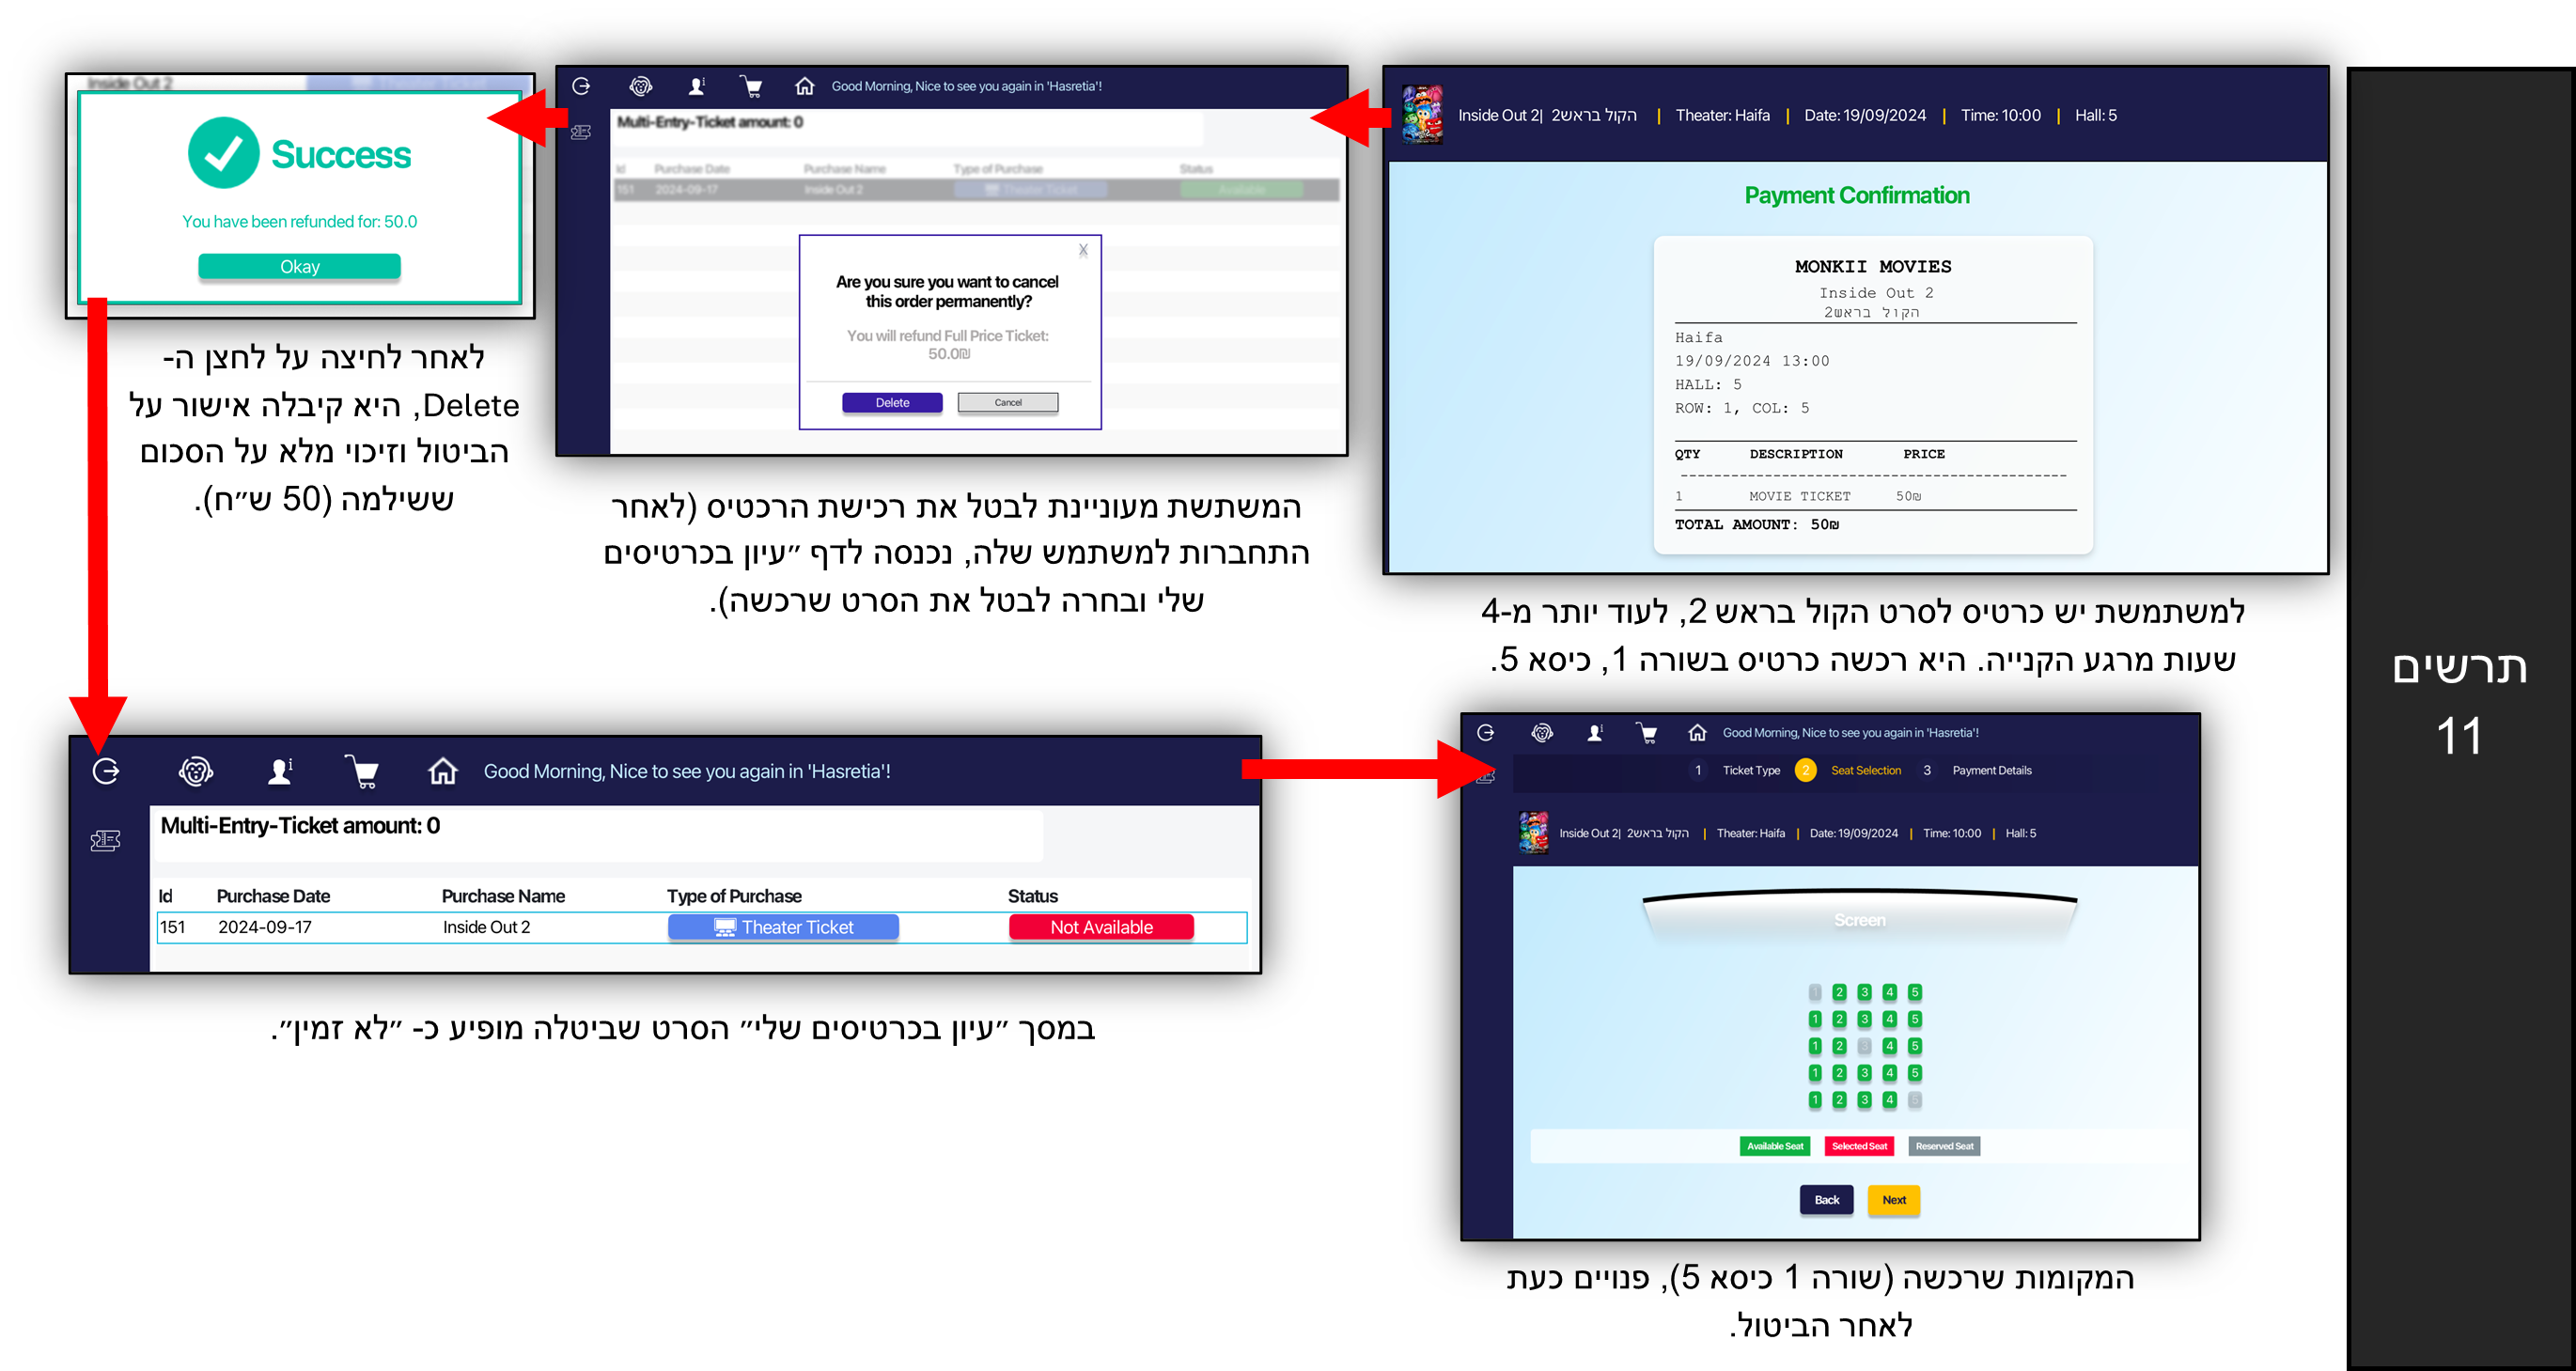 תרשים
11
Inside Out 2| הקול בראש2 | Theater: Haifa | Date: 19/09/2024 | Time: 10:00 | Hall: 5
Payment Confirmation
MONKII MOVIES
Inside Out 2
הקול בראש2
Haifa
19/09/2024 13:00
HALL: 5
ROW: 1, COL: 5
QTY DESCRIPTION PRICE
1 MOVIE TICKET 50₪
TOTAL AMOUNT: 50₪
למשתמשת יש כרטיס לסרט הקול בראש 2, לעוד יותר מ-4
שעות מרגע הקנייה. היא רכשה כרטיס בשורה 1, כיסא 5.
Good Morning, Nice to see you again in 'Hasretia'!
Multi-Entry-Ticket amount: 0
Id Purchase Date Purchase Name Type of Purchase Status
151 2024-09-17 Inside Out 2 Theater Ticket Available
X
Are you sure you want to cancel
this order permanently?
You will refund Full Price Ticket:
50.0₪
Delete Cancel
המשתשת מעוניינת לבטל את רכישת הרכטיס (לאחר
התחברות למשתמש שלה, נכנסה לדף ״עיון בכרטיסים
שלי ובחרה לבטל את הסרט שרכשה).
Inside Out 2 Theater Ticket
Success
You have been refunded for: 50.0
Okay
לאחר לחיצה על לחצן ה-
Delete, היא קיבלה אישור על
הביטול וזיכוי מלא על הסכום
ששילמה (50 ש״ח).
Good Morning, Nice to see you again in 'Hasretia'!
Multi-Entry-Ticket amount: 0
Id Purchase Date Purchase Name Type of Purchase Status
151 2024-09-17 Inside Out 2 Theater Ticket Not Available
במסך ״עיון בכרטיסים שלי״ הסרט שביטלה מופיע כ- ״לא זמין״.
Good Morning, Nice to see you again in 'Hasretia'!
1 Ticket Type 2 Seat Selection 3 Payment Details
Inside Out 2| הקול בראש2 | Theater: Haifa | Date: 19/09/2024 | Time: 10:00 | Hall: 5
Screen
1 2 3 4 5
1 2 3 4 5
1 2 3 4 5
1 2 3 4 5
1 2 3 4 5
Available Seat Selected Seat Reserved Seat
Back Next
המקומות שרכשה (שורה 1 כיסא 5), פנויים כעת
לאחר הביטול.